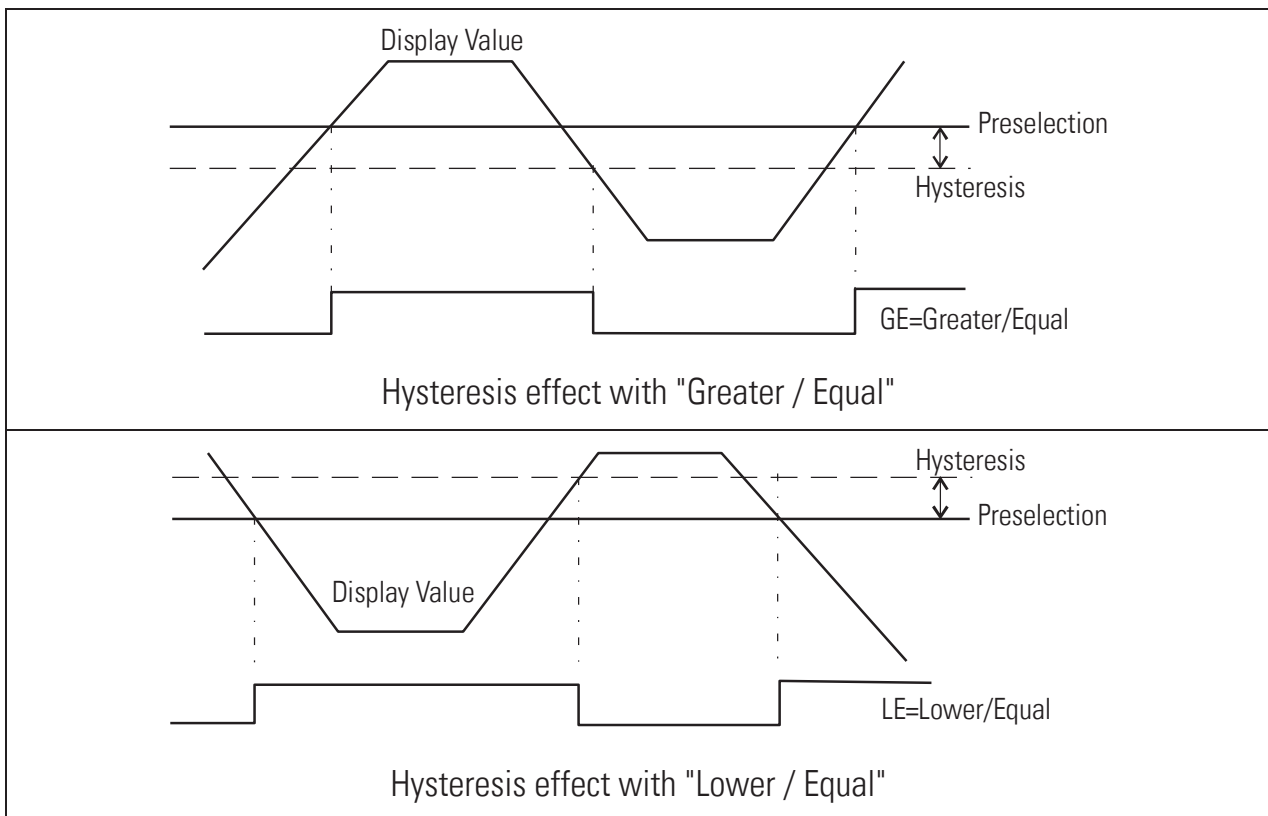 Display Value
Preselection
Hysteresis
GE=Greater/Equal
Hysteresis effect with "Greater / Equal"
Hysteresis
Preselection
Display Value
LE=Lower/Equal
Hysteresis effect with "Lower / Equal"